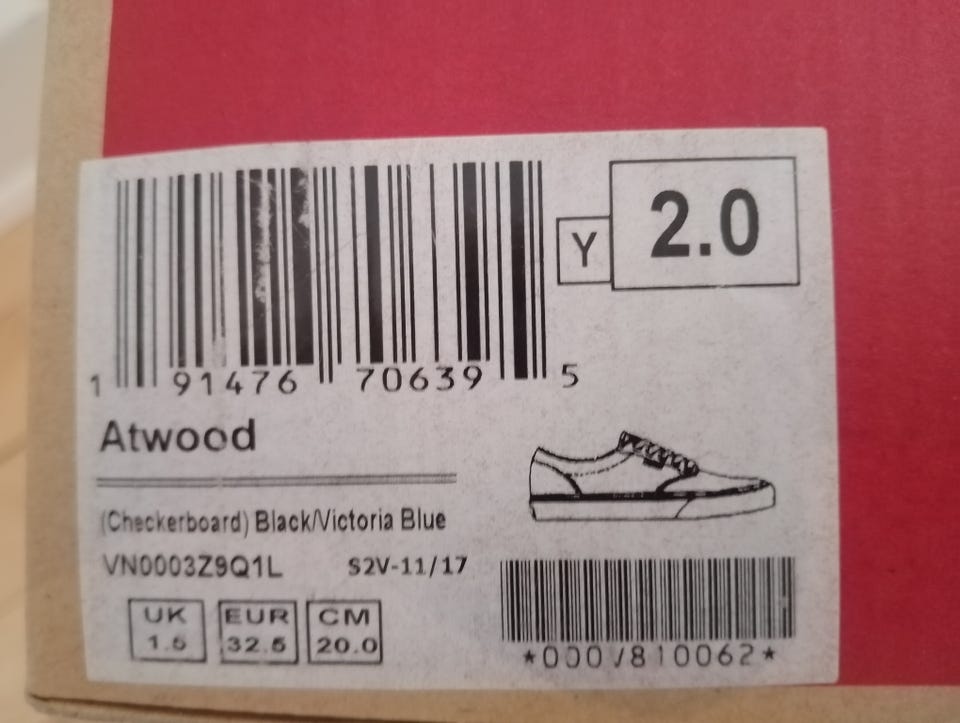 Y 2.0
1 91476 70639 5
Atwood
(Checkerboard) Black/Victoria Blue
VN0003Z9Q1L S2V-11/17
UK EUR CM
1.5 32.5 20.0
*000V810062*